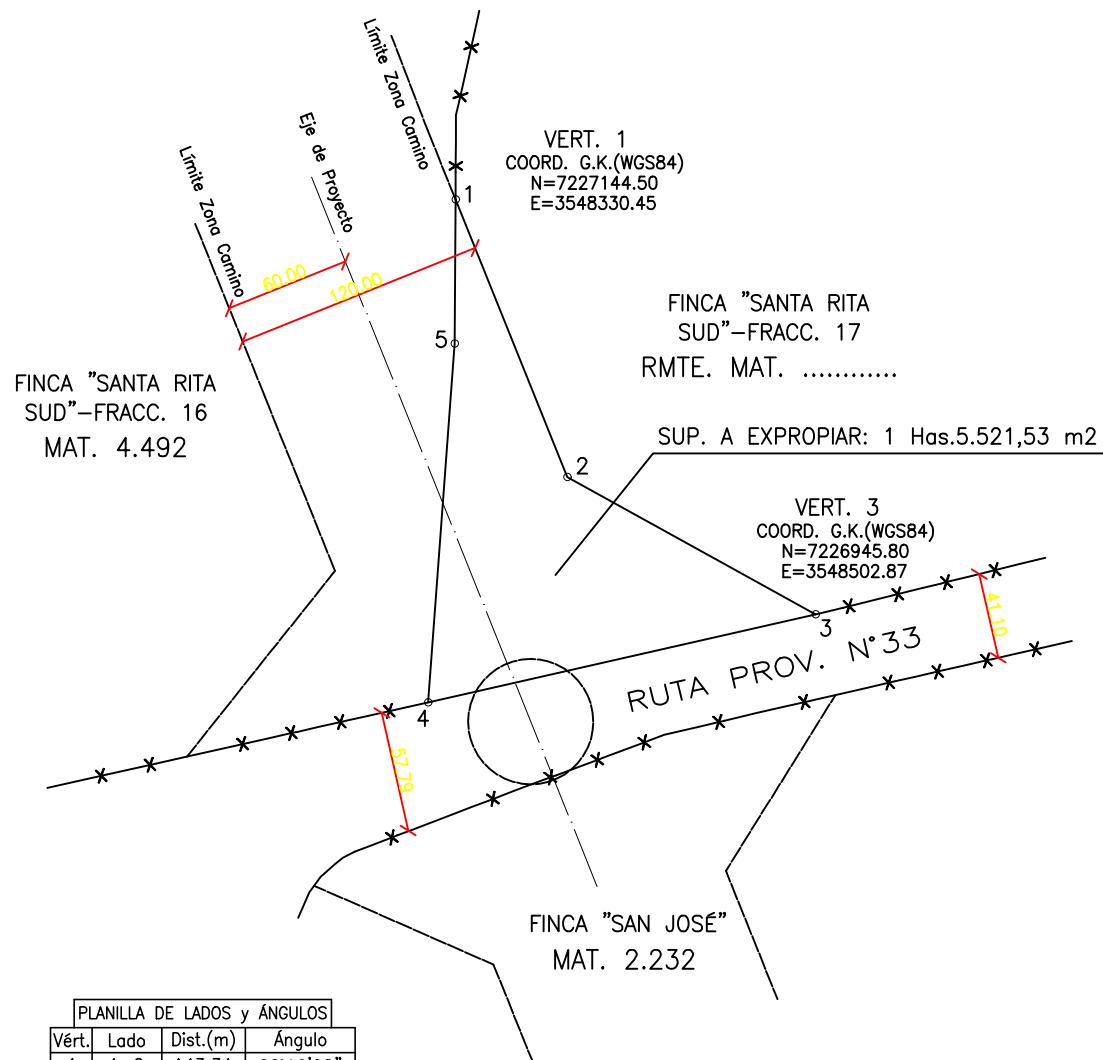 Límite Zona Camino
Eje de Proyecto
Límite Zona Camino
VERT. 1
COORD. G.K.(WGS84)
N=7227144.50
E=3548330.45
1
60.00
120.00
FINCA "SANTA RITA
SUD"-FRACC. 17
RMTE. MAT. ............
5
FINCA "SANTA RITA
SUD"-FRACC. 16
MAT. 4.492
SUP. A EXPROPIAR: 1 Has.5.521,53 m2
2
VERT. 3
COORD. G.K.(WGS84)
N=7226945.80
E=3548502.87
41.10
3
RUTA PROV. N°33
4
57.79
FINCA "SAN JOSÉ"
MAT. 2.232
PLANILLA DE LADOS y ÁNGULOS
Vért. Lado Dist.(m) Ángulo